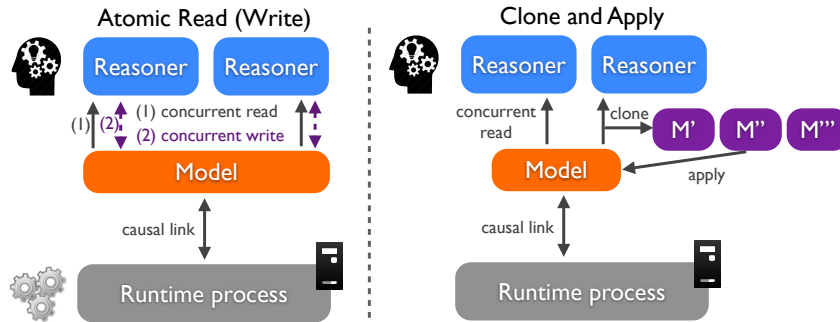 Atomic Read (Write)
Reasoner
Reasoner
(1)
(2)
(1) concurrent read
(2) concurrent write
Model
causal link
Runtime process
Clone and Apply
Reasoner
Reasoner
concurrent
read
clone
M'
M''
M'''
Model
apply
causal link
Runtime process